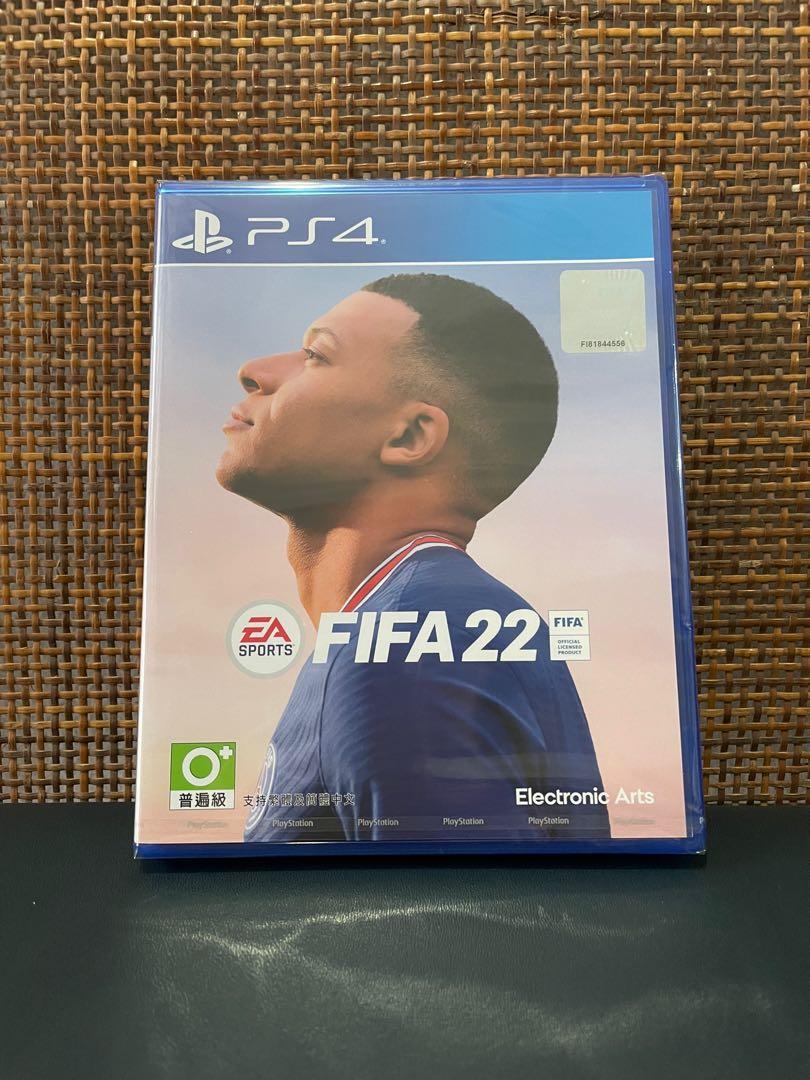 PS4
FI81844556
EA
SPORTS
FIFA 22
FIFA
OFFICIAL
LICENSED
PRODUCT
0+
普遍級
支持繁體及簡體中文
Electronic Arts
PlayStation PlayStation PlayStation PlayStation PlayStation PlayStation P